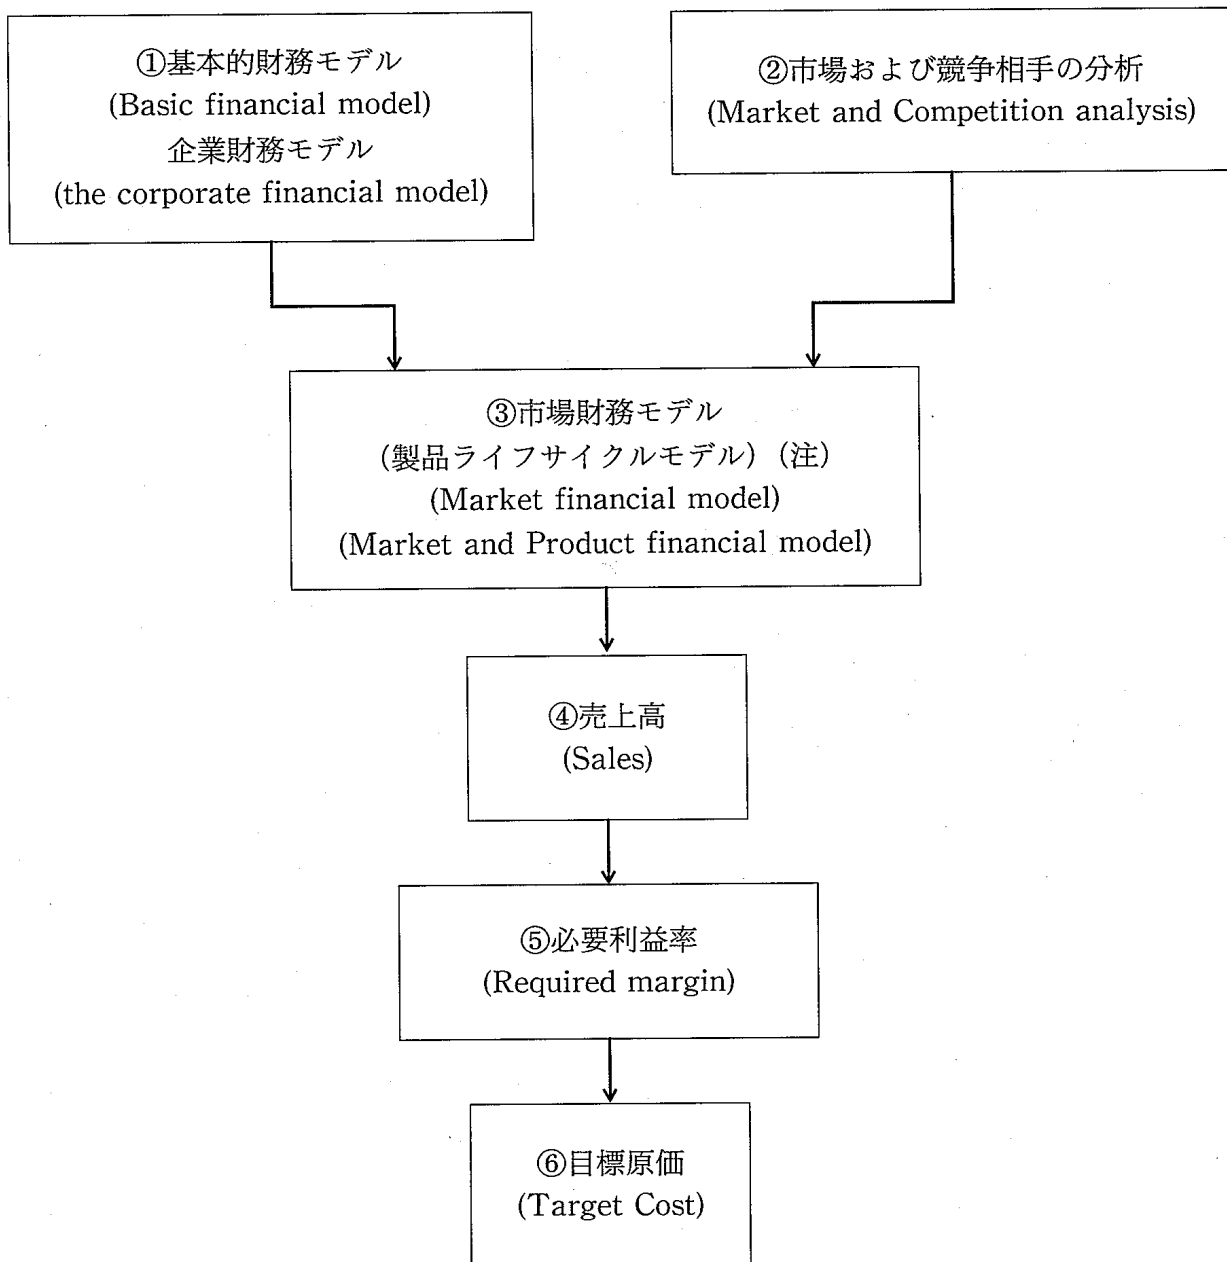 ①基本的財務モデル
(Basic financial model)
企業財務モデル
(the corporate financial model)
②市場および競争相手の分析
(Market and Competition analysis)
③市場財務モデル
(製品ライフサイクルモデル)(注)
(Market financial model)
(Market and Product financial model)
④売上高
(Sales)
⑤必要利益率
(Required margin)
⑥目標原価
(Target Cost)